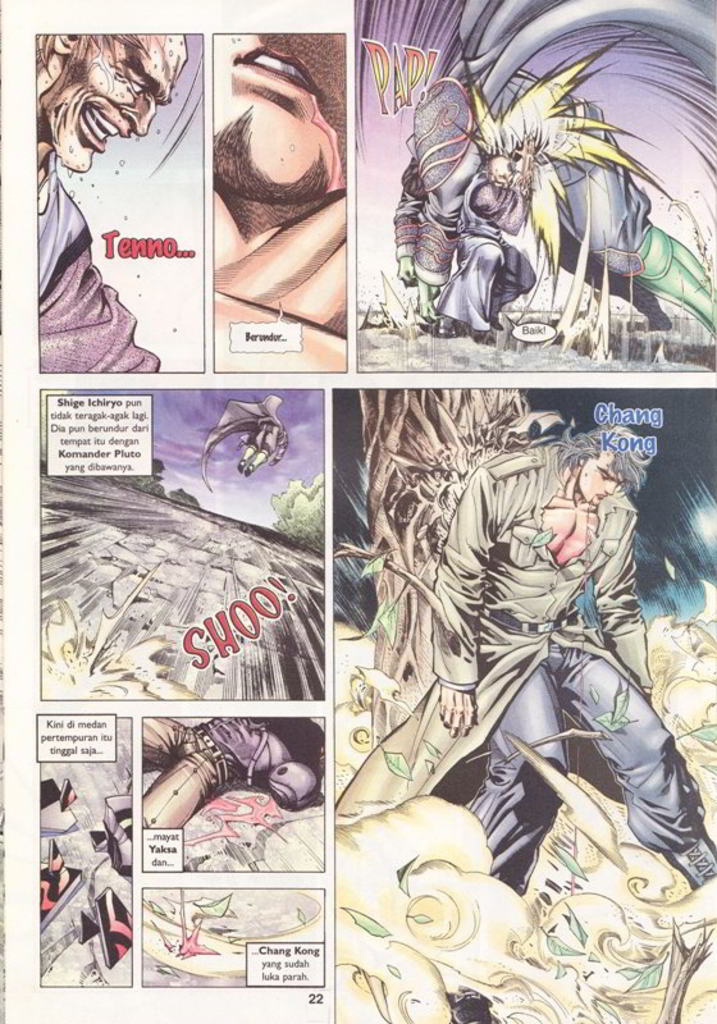 Tenno...
Berundur...
PAP!
Baik!
Shige Ichiryo pun
tidak teragak-agak lagi.
Dia pun berundur dari
tempat itu dengan
Komander Pluto
yang dibawanya.
SHOO!
Chang
Kong
Kini di medan
pertempuran itu
tinggal saja...
...mayat
Yaksa
dan...
...Chang Kong
yang sudah
luka parah.
22